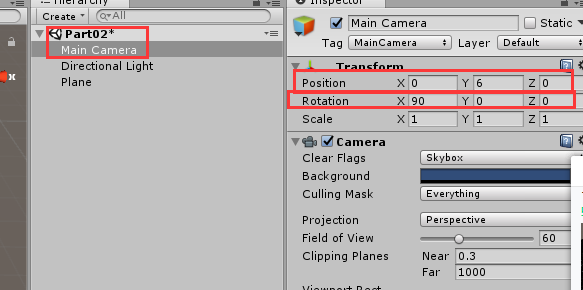 Hierarchy
Create
All
Part02*
Main Camera
Directional Light
Plane
Inspector
Main Camera
Static
Tag MainCamera Layer Default
Transform
Position X 0 Y 6 Z 0
Rotation X 90 Y 0 Z 0
Scale X 1 Y 1 Z 1
Camera
Clear Flags Skybox
Background
Culling Mask Everything
Projection Perspective
Field of View 60
Clipping Planes Near 0.3
Far 1000
Viewport Rect